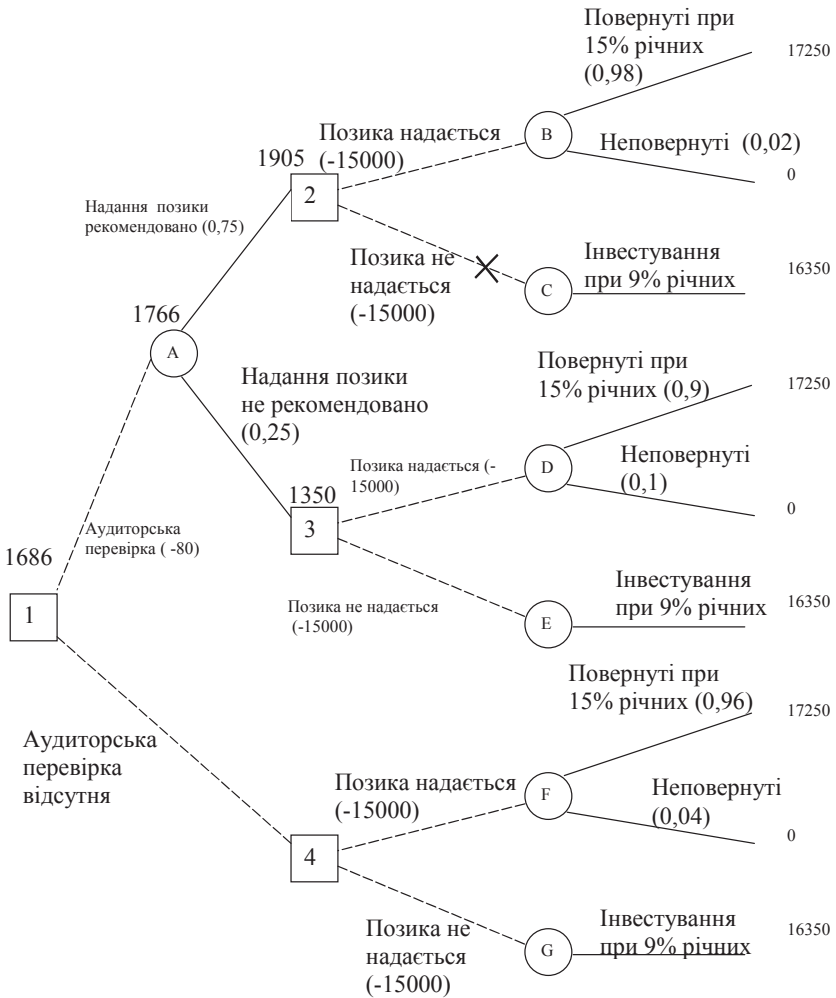 Повернуті при
15% річних
(0,98)
17250
Позика надається
(-15000)
B
Неповернуті (0,02)
0
1905
2
Надання позики
рекомендовано (0,75)
Позика не
надається
(-15000)
C
Інвестування
при 9% річних
16350
1766
A
Надання позики
не рекомендовано
(0,25)
Повернуті при
15% річних (0,9)
17250
Позика надається (-
15000)
D
Неповернуті
(0,1)
0
1350
3
Аудиторська
перевірка ( -80)
1686
1
Позика не надається
(-15000)
E
Інвестування
при 9% річних
16350
Повернуті при
15% річних (0,96)
17250
Аудиторська
перевірка
відсутня
Позика надається
(-15000)
F
Неповернуті
(0,04)
0
4
Позика не
надається
(-15000)
G
Інвестування
при 9% річних
16350